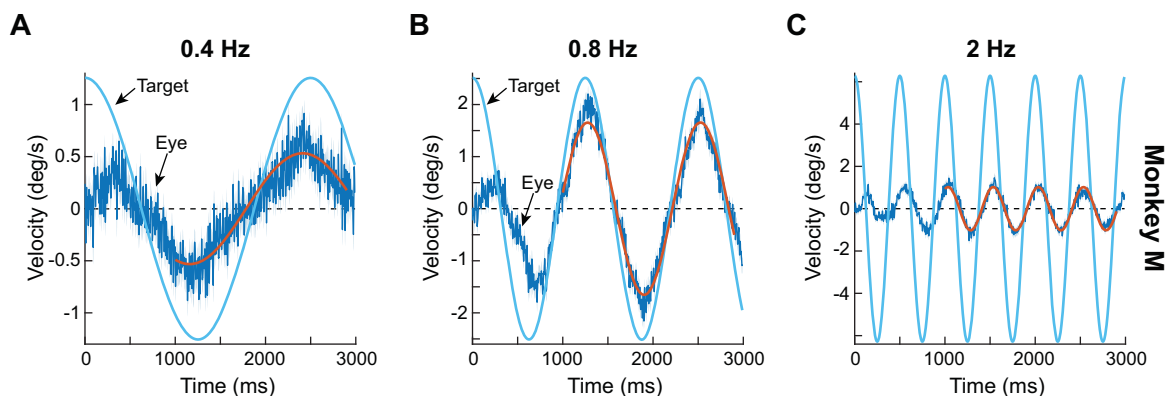 A
0.4 Hz
Target
Eye
1
0.5
0
-0.5
-1
Velocity (deg/s)
0
1000
2000
3000
Time (ms)
B
0.8 Hz
Target
Eye
2
1
0
-1
-2
Velocity (deg/s)
0
1000
2000
3000
Time (ms)
C
2 Hz
4
2
0
-2
-4
Velocity (deg/s)
0
1000
2000
3000
Time (ms)
Monkey M